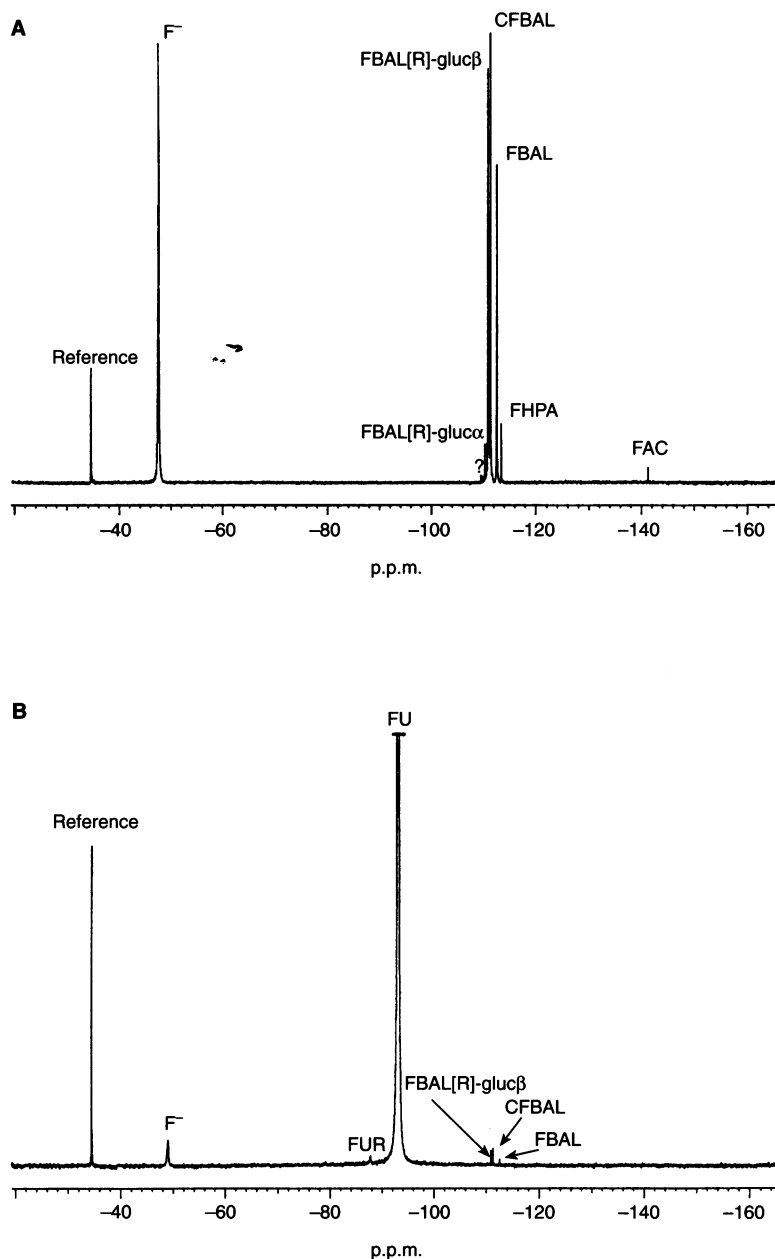 A
F⁻
CFBAL
FBAL[R]-glucβ
FBAL
Reference
FBAL[R]-glucα
FHPA
?
FAC
−40 −60 −80 −100 −120 −140 −160
p.p.m.
B
FU
Reference
FBAL[R]-glucβ
CFBAL
F⁻
FUR
FBAL
−40 −60 −80 −100 −120 −140 −160
p.p.m.